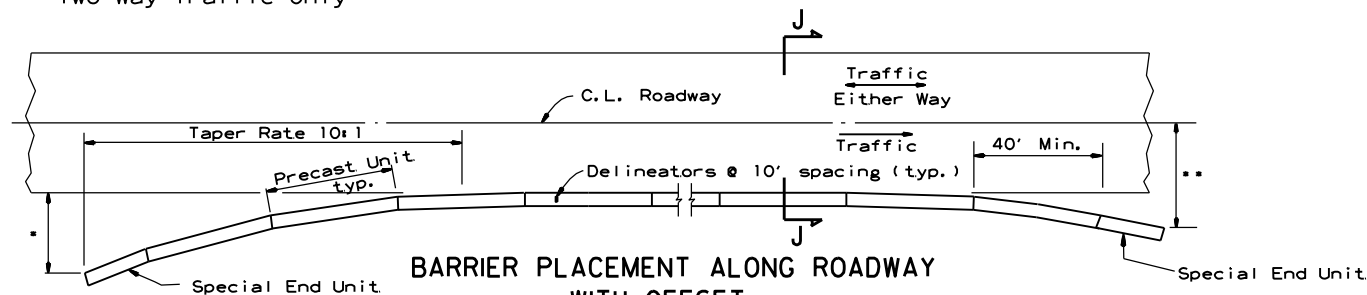 Two Way Traffic Only
J
Traffic
Either Way
C.L. Roadway
Taper Rate 10:1
Traffic
40' Min.
Precast Unit
typ.
Delineators @ 10' spacing (typ.)
**
*
J
BARRIER PLACEMENT ALONG ROADWAY
WITH OFFSET
Special End Unit
Special End Unit